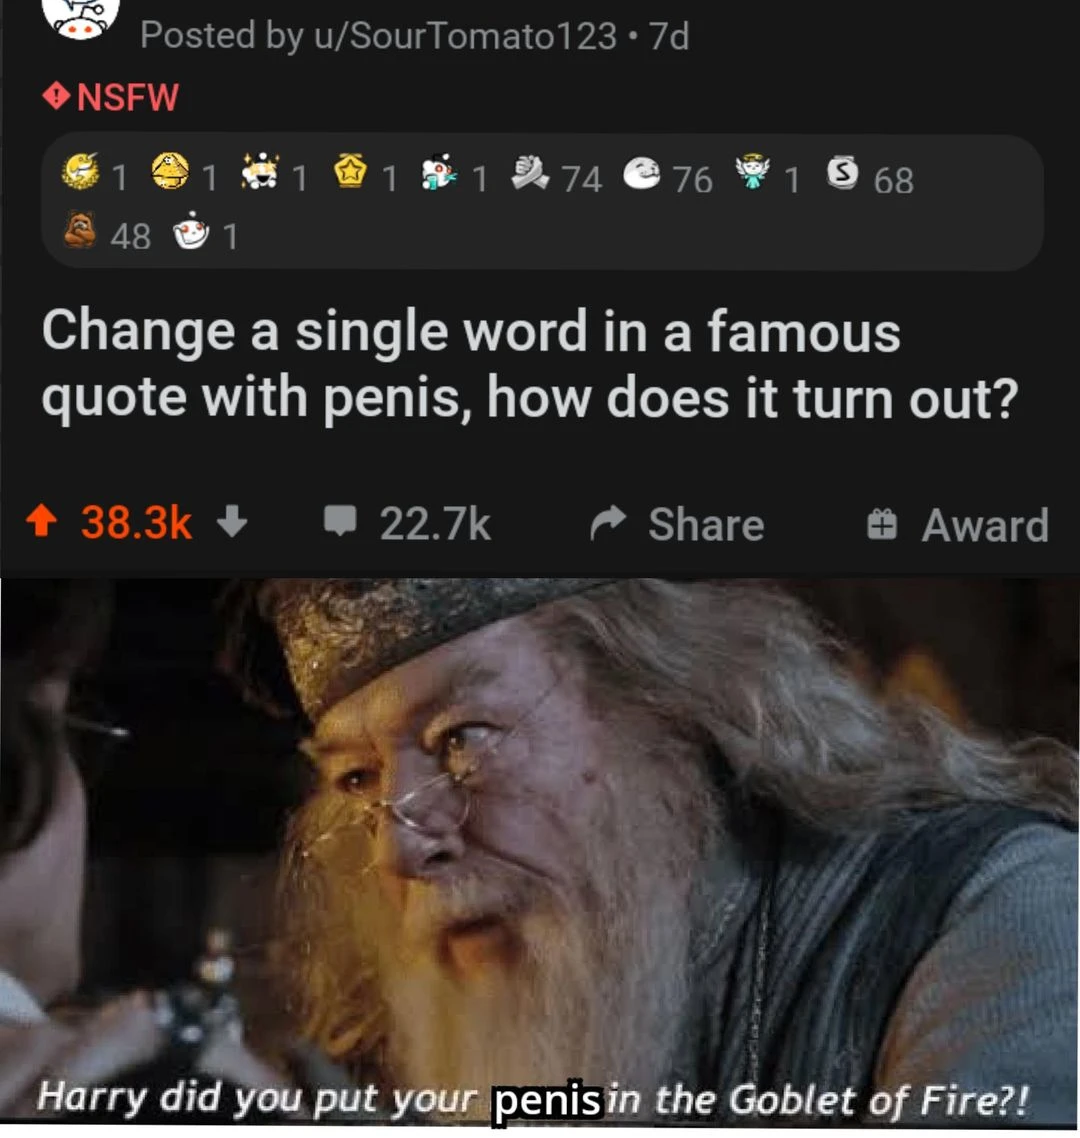 Posted by u/SourTomato123 • 7d
NSFW
1 1 1 1 1 74 76 1 S 68
48 1
Change a single word in a famous
quote with penis, how does it turn out?
38.3k 22.7k Share Award
Harry did you put your penis in the Goblet of Fire?!